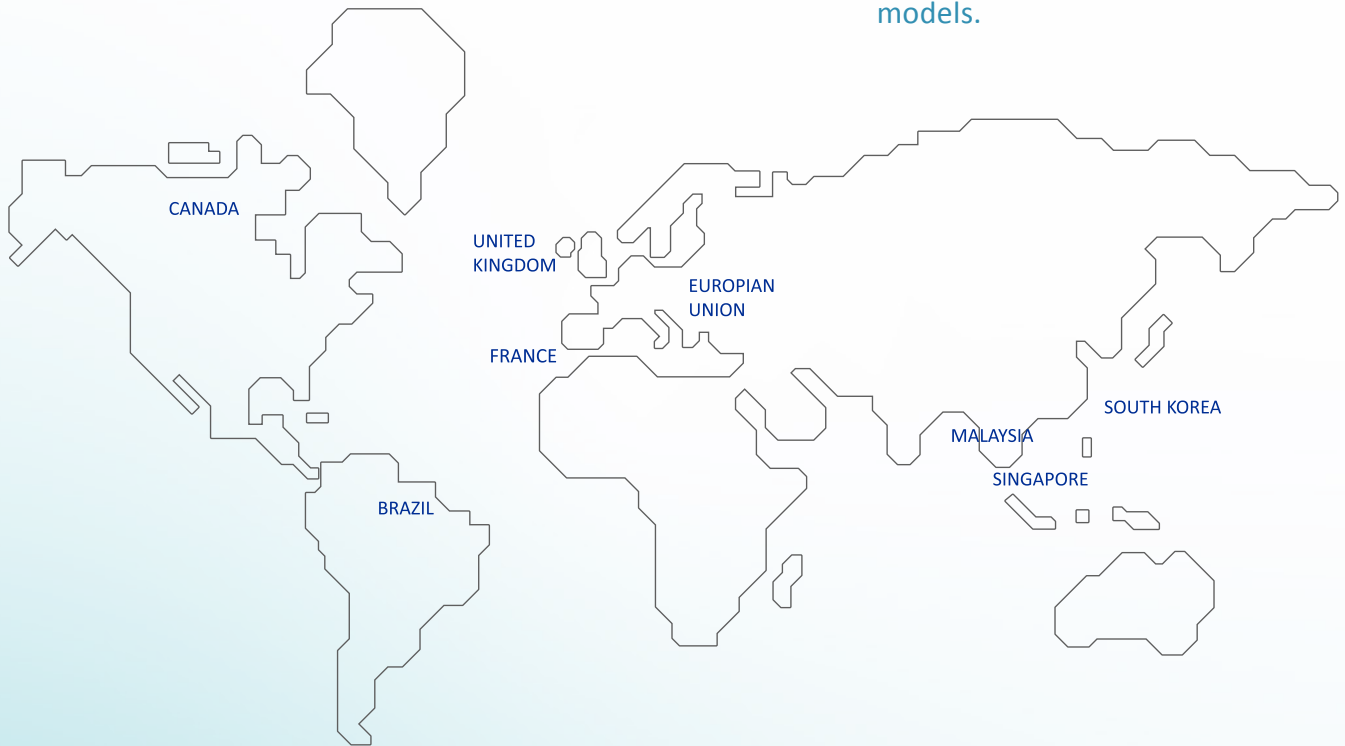 models.
CANADA
UNITED
KINGDOM
EUROPIAN
UNION
FRANCE
SOUTH KOREA
MALAYSIA
SINGAPORE
BRAZIL